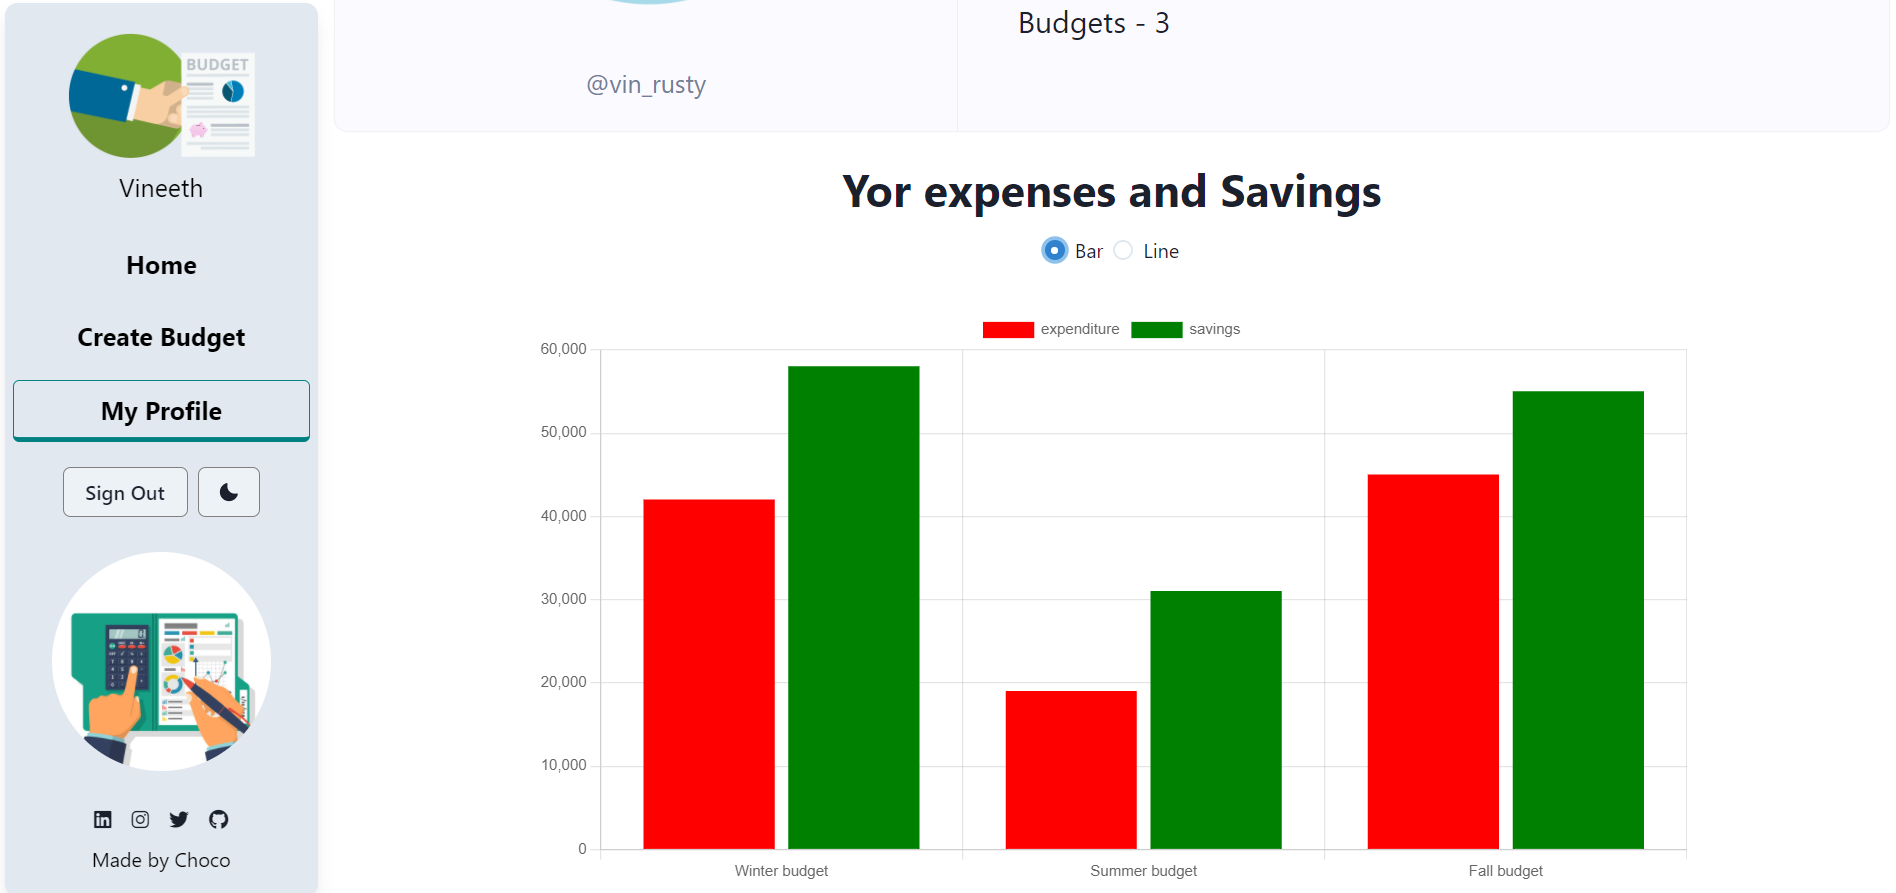 BUDGET
Vineeth
Home
Create Budget
My Profile
Sign Out
Made by Choco
Budgets - 3
@vin_rusty
Yor expenses and Savings
Bar Line
expenditure savings
60,000
50,000
40,000
30,000
20,000
10,000
0
Winter budget Summer budget Fall budget